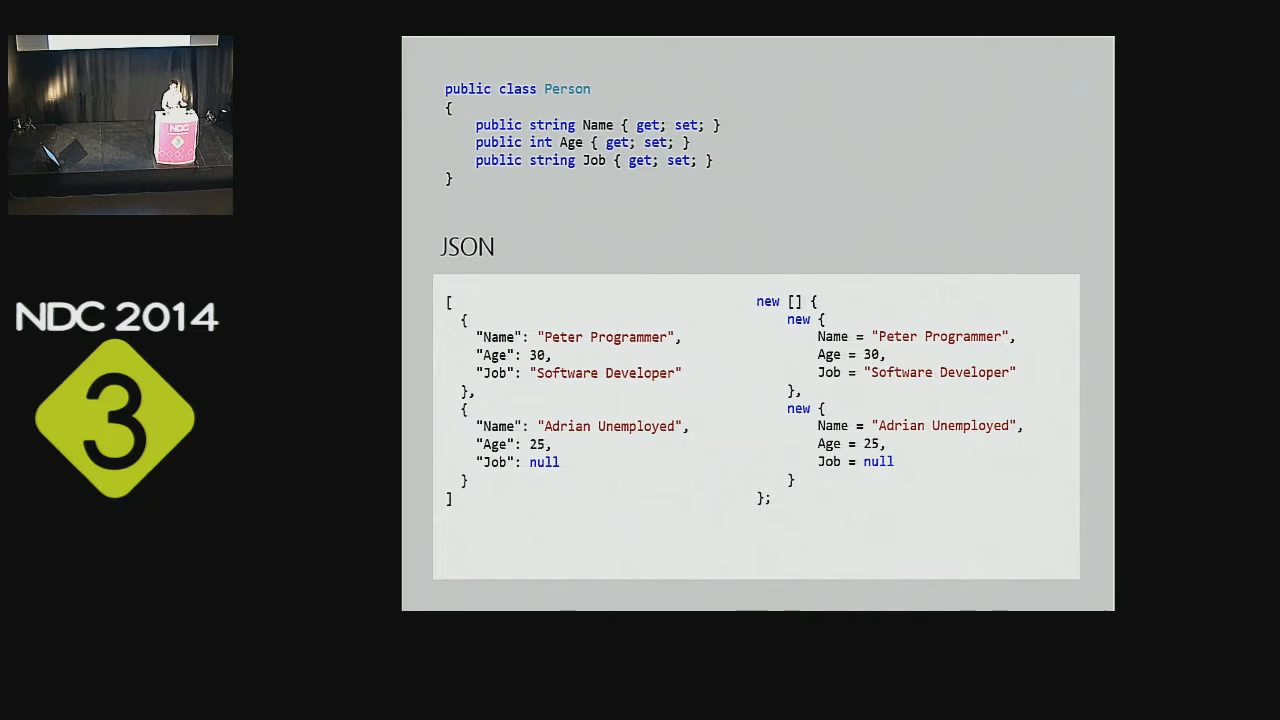 NDC
NDC 2014
3
public class Person
{
public string Name { get; set; }
public int Age { get; set; }
public string Job { get; set; }
}
JSON
[
{
"Name": "Peter Programmer",
"Age": 30,
"Job": "Software Developer"
},
{
"Name": "Adrian Unemployed",
"Age": 25,
"Job": null
}
]
new [] {
new {
Name = "Peter Programmer",
Age = 30,
Job = "Software Developer"
},
new {
Name = "Adrian Unemployed",
Age = 25,
Job = null
}
};